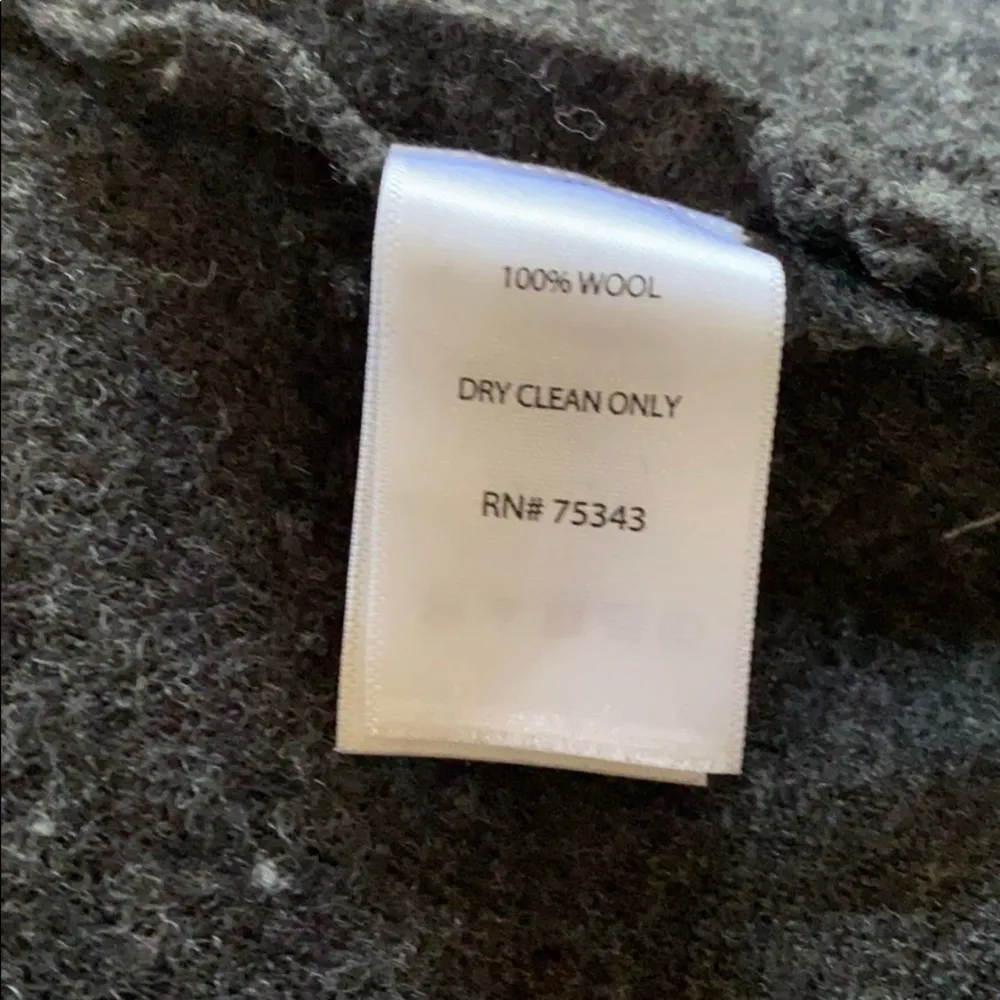 100% WOOL
DRY CLEAN ONLY
RN# 75343